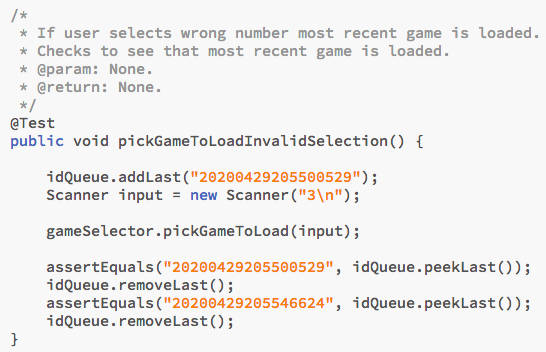 /*
 * If user selects wrong number most recent game is loaded.
 * Checks to see that most recent game is loaded.
 * @param: None.
 * @return: None.
 */
@Test
public void pickGameToLoadInvalidSelection() {
    idQueue.addLast("20200429205500529");
    Scanner input = new Scanner("3\n");
    gameSelector.pickGameToLoad(input);
    assertEquals("20200429205500529", idQueue.peekLast());
    idQueue.removeLast();
    assertEquals("20200429205546624", idQueue.peekLast());
    idQueue.removeLast();
}